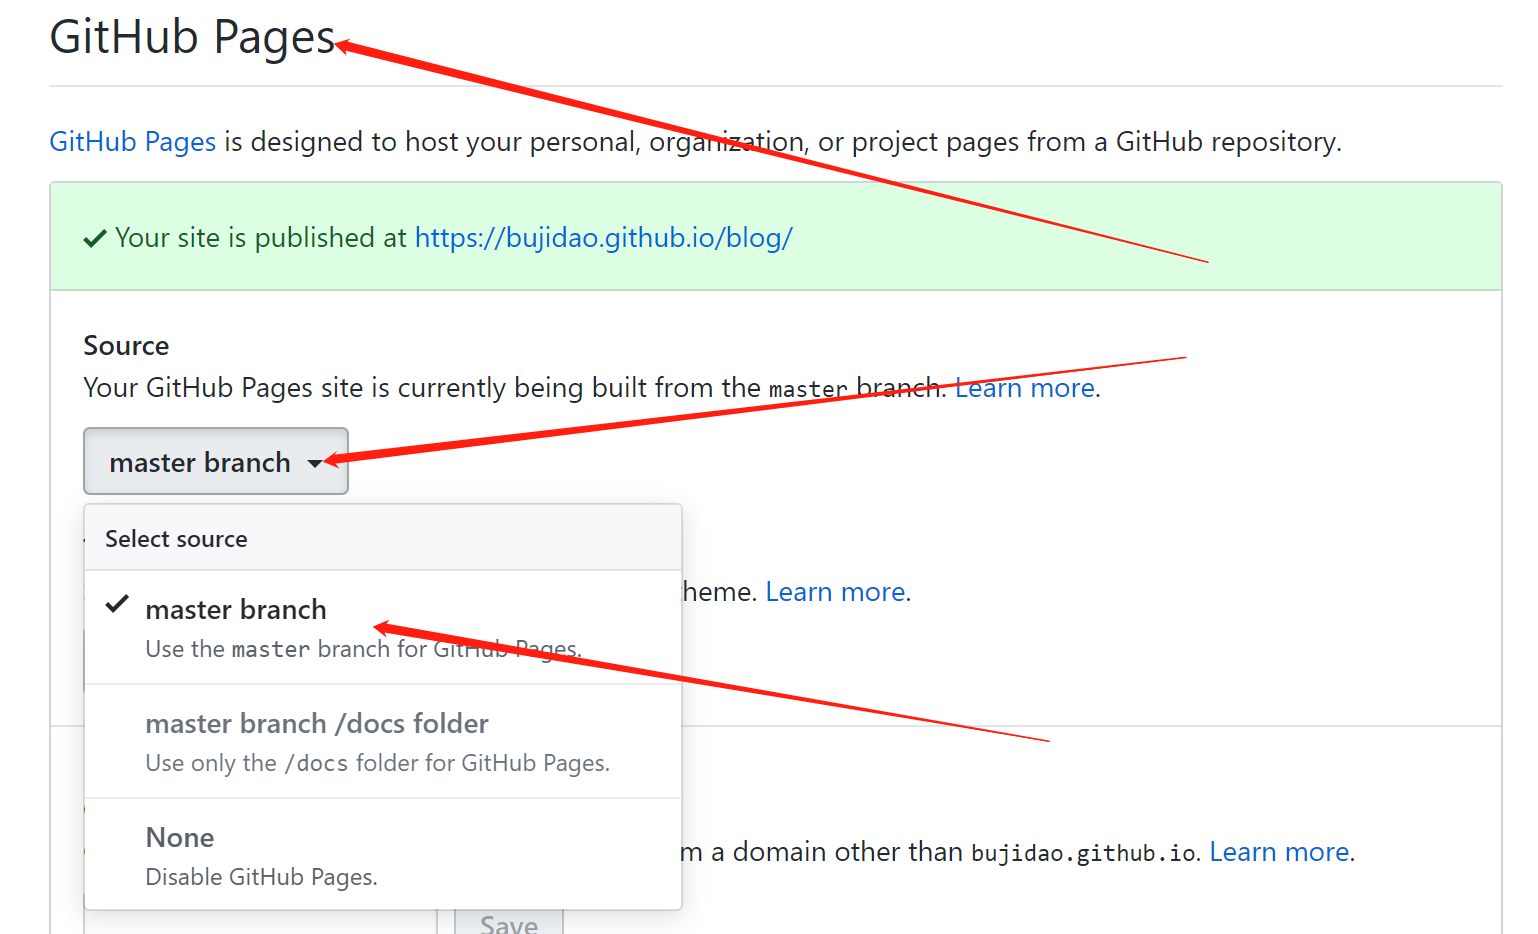 GitHub Pages
GitHub Pages is designed to host your personal, organization, or project pages from a GitHub repository.
Your site is published at https://bujidao.github.io/blog/
Source
Your GitHub Pages site is currently being built from the master branch. Learn more.
master branch
Select source
heme. Learn more.
master branch
Use the master branch for GitHub Pages.
master branch /docs folder
Use only the /docs folder for GitHub Pages.
None
m a domain other than bujidao.github.io. Learn more.
Disable GitHub Pages.
Save